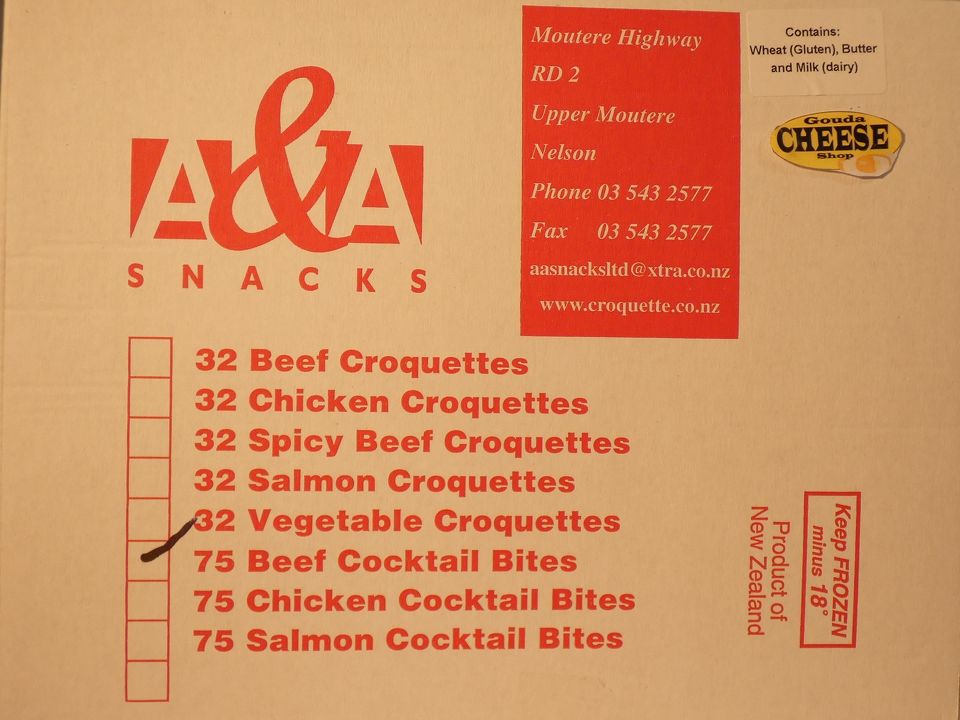 A&A
SNACKS
Moutere Highway
RD 2
Upper Moutere
Nelson
Phone 03 543 2577
Fax 03 543 2577
aasnacksltd@xtra.co.nz
www.croquette.co.nz
Contains:
Wheat (Gluten), Butter
and Milk (dairy)
Gouda
CHEESE
Shop
32 Beef Croquettes
32 Chicken Croquettes
32 Spicy Beef Croquettes
32 Salmon Croquettes
32 Vegetable Croquettes
75 Beef Cocktail Bites
75 Chicken Cocktail Bites
75 Salmon Cocktail Bites
Product of
New Zealand
Keep FROZEN
minus 18°